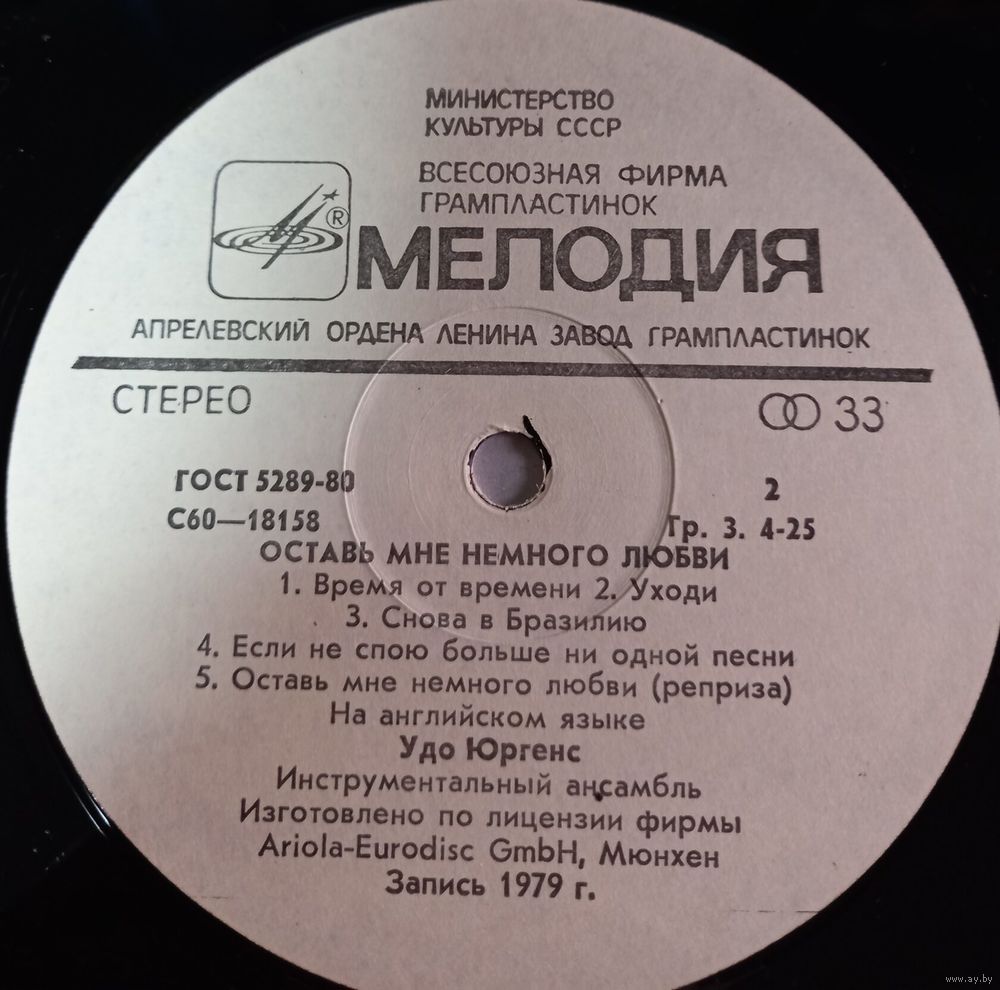 МИНИСТЕРСТВО
КУЛЬТУРЫ СССР
ВСЕСОЮЗНАЯ ФИРМА
ГРАМПЛАСТИНОК
®
МЕЛОДИЯ
АПРЕЛЕВСКИЙ ОРДЕНА ЛЕНИНА ЗАВОД ГРАМПЛАСТИНОК
СТЕРЕО 33
ГОСТ 5289-80 2
С60—18158 Гр. 3. 4-25
ОСТАВЬ МНЕ НЕМНОГО ЛЮБВИ
1. Время от времени 2. Уходи
3. Снова в Бразилию
4. Если не спою больше ни одной песни
5. Оставь мне немного любви (реприза)
На английском языке
Удо Юргенс
Инструментальный ансамбль
Изготовлено по лицензии фирмы
Ariola-Eurodisc GmbH, Мюнхен
Запись 1979 г.
www.ay.by